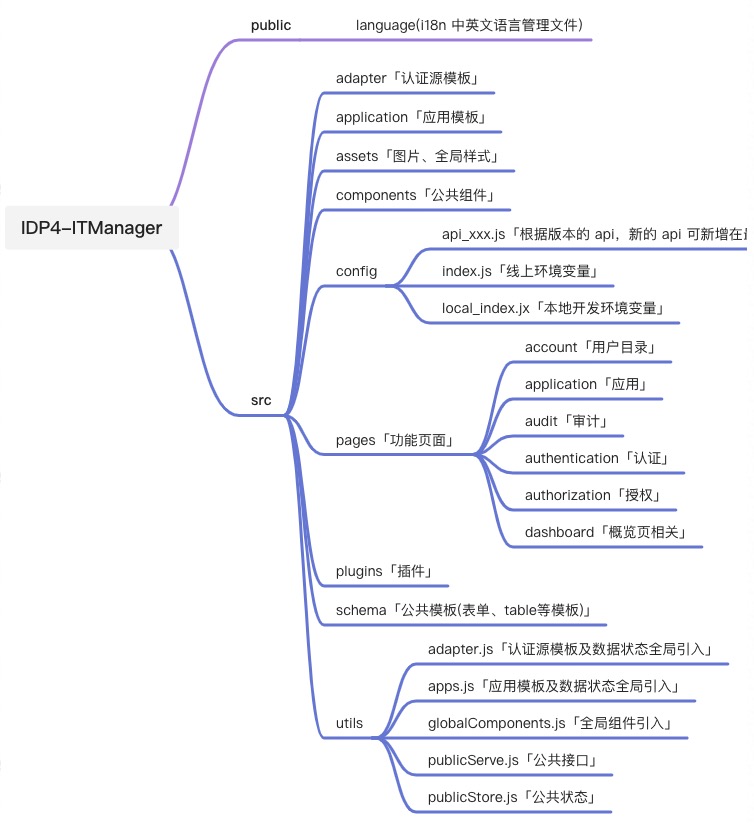 public
language(i18n 中英文语言管理文件)
adapter「认证源模板」
application「应用模板」
assets「图片、全局样式」
components「公共组件」
api_xxx.js「根据版本的 api，新的 api 可新增在
config
index.js「线上环境变量」
local_index.jx「本地开发环境变量」
IDP4-ITManager
account「用户目录」
application「应用」
src
audit「审计」
pages「功能页面」
authentication「认证」
authorization「授权」
dashboard「概览页相关」
plugins「插件」
schema「公共模板(表单、table等模板)」
adapter.js「认证源模板及数据状态全局引入」
apps.js「应用模板及数据状态全局引入」
utils
globalComponents.js「全局组件引入」
publicServe.js「公共接口」
publicStore.js「公共状态」